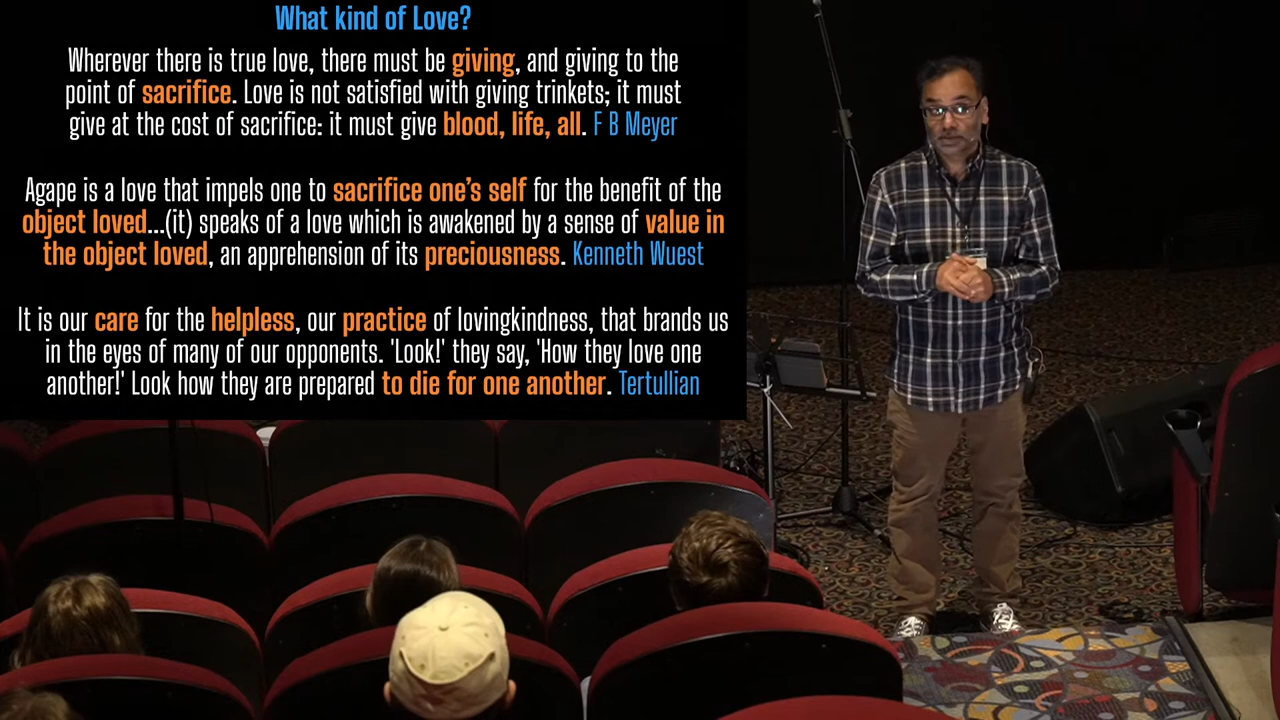 What kind of Love?
Wherever there is true love, there must be giving, and giving to the
point of sacrifice. Love is not satisfied with giving trinkets; it must
give at the cost of sacrifice: it must give blood, life, all. F B Meyer
Agape is a love that impels one to sacrifice one's self for the benefit of the
object loved...(it) speaks of a love which is awakened by a sense of value in
the object loved, an apprehension of its preciousness. Kenneth Wuest
It is our care for the helpless, our practice of lovingkindness, that brands us
in the eyes of many of our opponents. 'Look!' they say, 'How they love one
another!' Look how they are prepared to die for one another. Tertullian